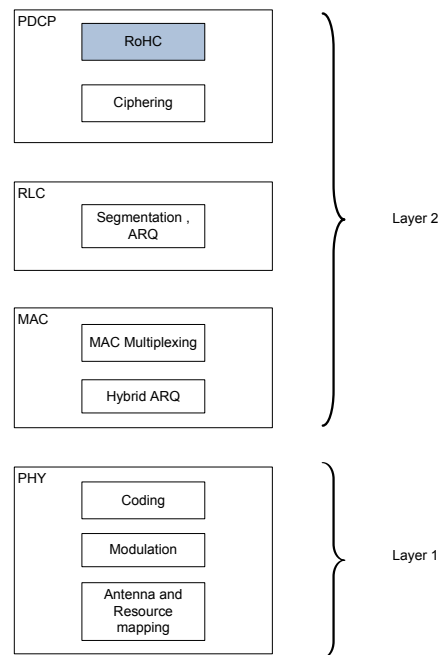 PDCP
RoHC
Ciphering
RLC
Segmentation ,
ARQ
Layer 2
MAC
MAC Multiplexing
Hybrid ARQ
PHY
Coding
Modulation
Layer 1
Antenna and
Resource
mapping